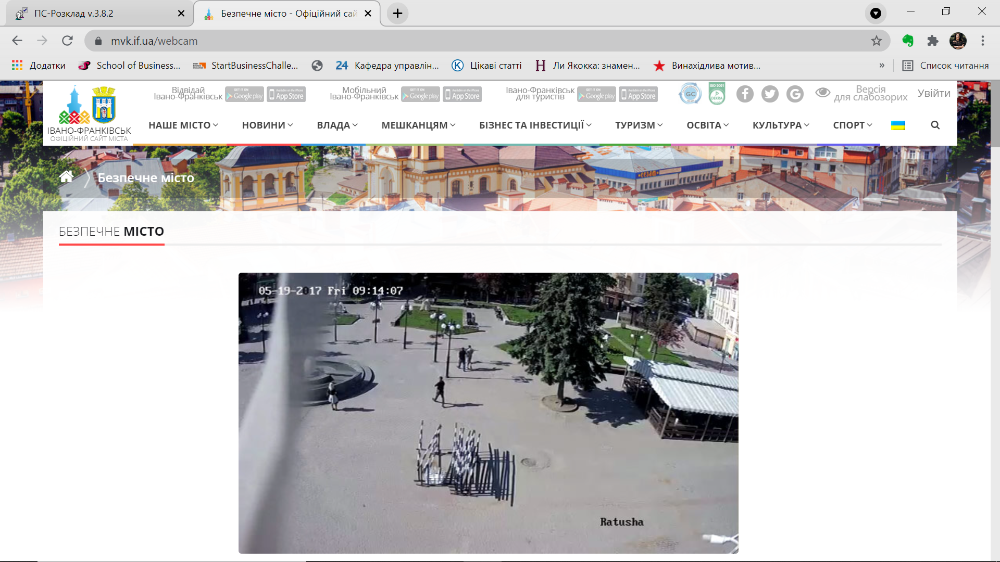 ПС-Розклад v.3.8.2
Безпечне місто - Офіційний сай
mvk.if.ua/webcam
Додатки
School of Business...
StartBusinessChalle...
24 Кафедра управлін...
Цікаві статті
Ли Якокка: знамен...
Винахідлива мотив...
»
Список читання
Відвідай
Івано-Франківськ
GET IT ON
Google play
Available on the iPhone
App Store
Мобільний
Івано-Франківськ
GET IT ON
Google play
Available on the iPhone
App Store
Івано-Франківськ
для туристів
GET IT ON
Google play
Available on the iPhone
App Store
GC
ISO 9001
DEKRA
Версія
для слабозорих
Увійти
ІВАНО-ФРАНКІВСЬК
ОФІЦІЙНИЙ САЙТ МІСТА
НАШЕ МІСТО
НОВИНИ
ВЛАДА
МЕШКАНЦЯМ
БІЗНЕС ТА ІНВЕСТИЦІЇ
ТУРИЗМ
ОСВІТА
КУЛЬТУРА
СПОРТ
Безпечне місто
БЕЗПЕЧНЕ МІСТО
05-19-2017 Fri 09:14:07
Ratusha